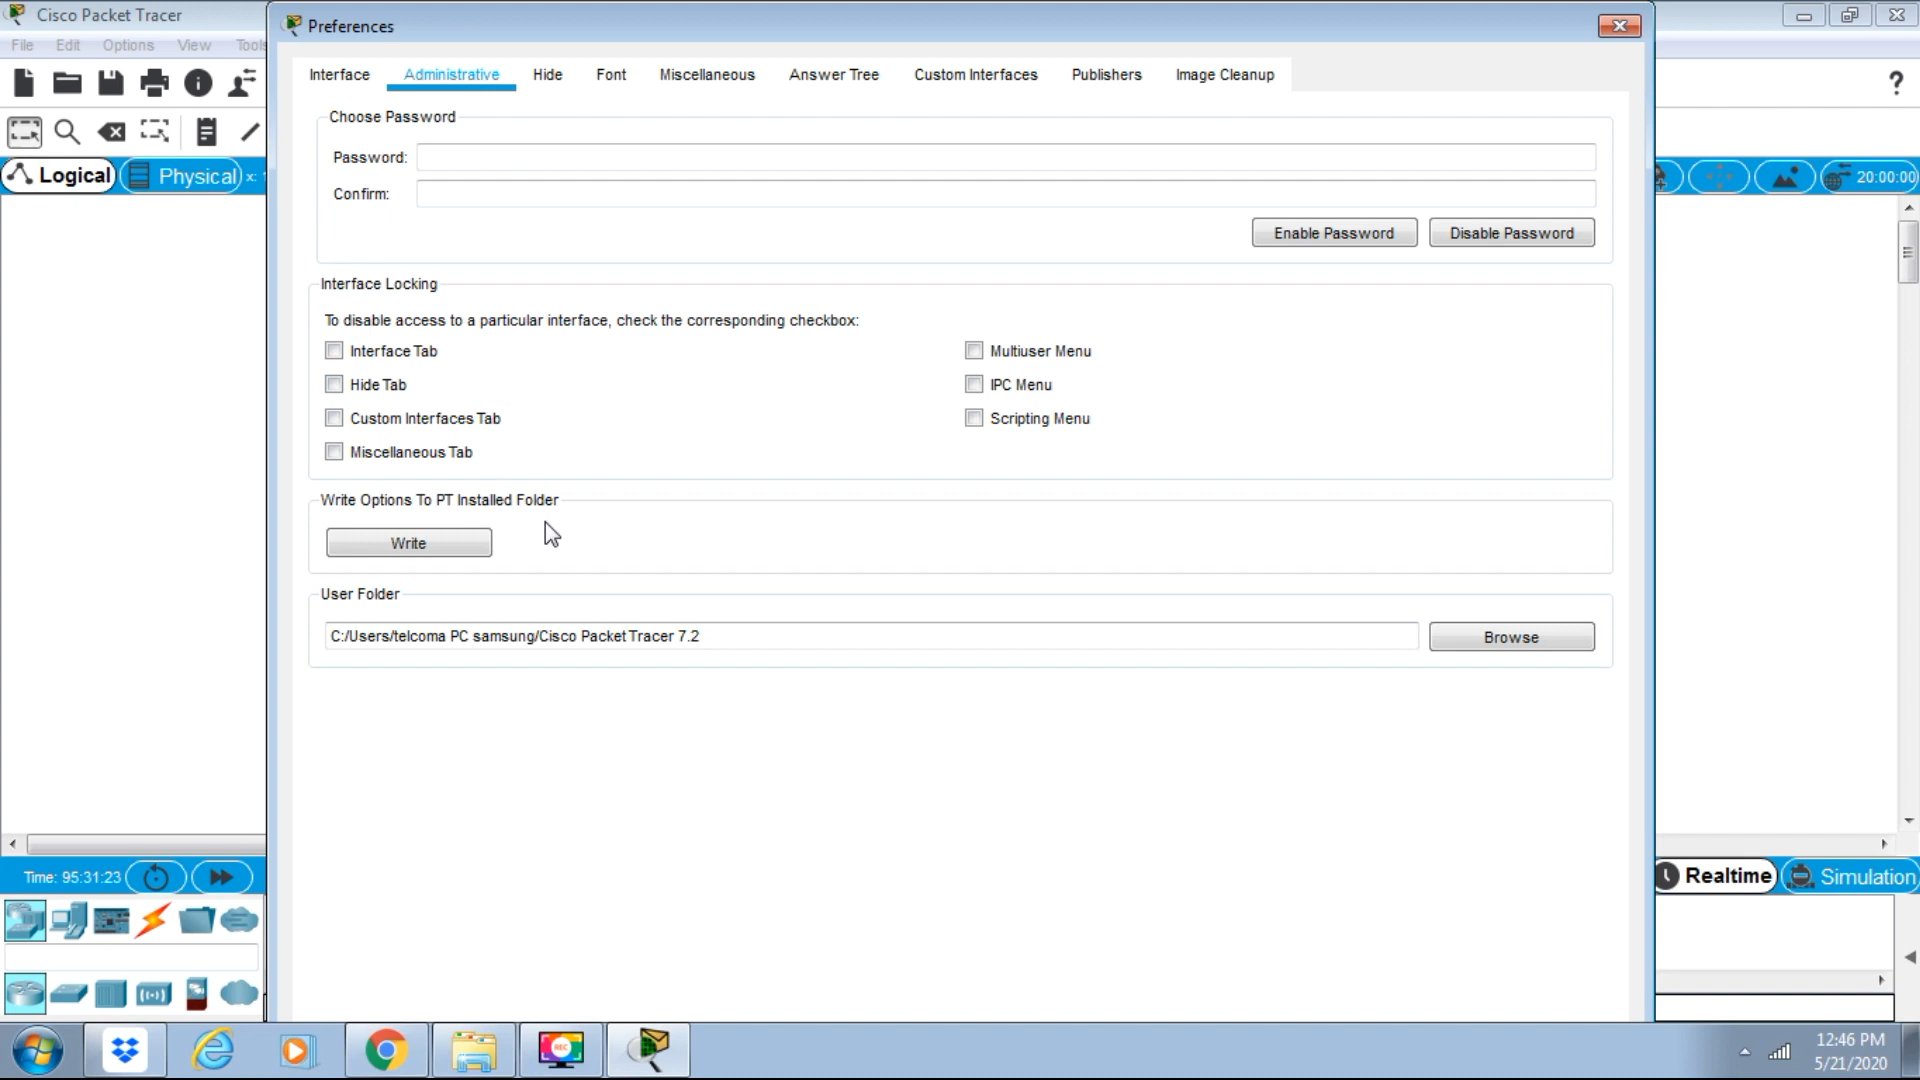 Cisco Packet Tracer
Preferences
File Edit Options View Tools
Interface Administrative Hide Font Miscellaneous Answer Tree Custom Interfaces Publishers Image Cleanup
?
Choose Password
Password:
Confirm:
Logical Physical x:
20:00:00
Enable Password Disable Password
Interface Locking
To disable access to a particular interface, check the corresponding checkbox:
Interface Tab Multiuser Menu
Hide Tab IPC Menu
Custom Interfaces Tab Scripting Menu
Miscellaneous Tab
Write Options To PT Installed Folder
Write
User Folder
C:/Users/telcoma PC samsung/Cisco Packet Tracer 7.2 Browse
Time: 95:31:23
Realtime Simulation
REC
12:46 PM
5/21/2020